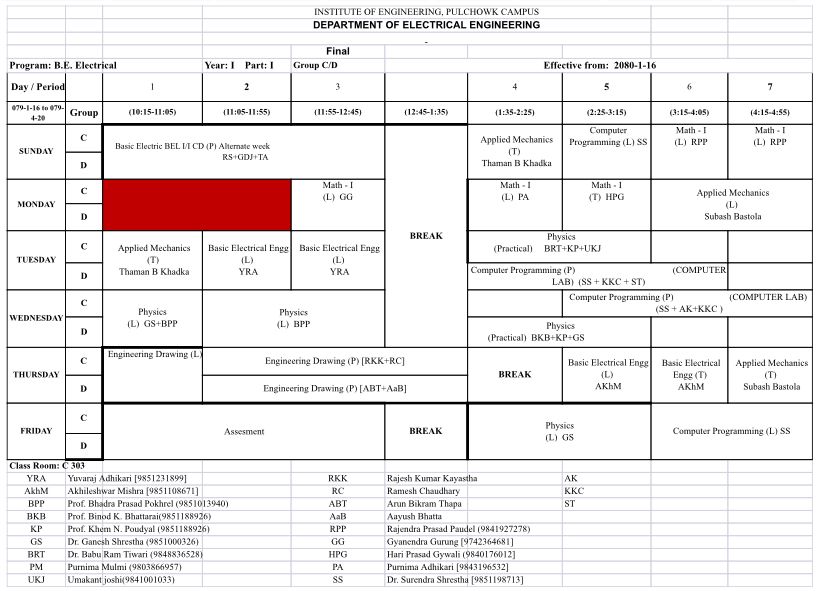 INSTITUTE OF ENGINEERING, PULCHOWK CAMPUS
DEPARTMENT OF ELECTRICAL ENGINEERING
-
Final
Program: B.E. Electrical Year: I Part: I Group C/D Effective from: 2080-1-16
Day / Period 1 2 3 4 5 6 7
079-1-16 to 079-4-20 Group (10:15-11:05) (11:05-11:55) (11:55-12:45) (12:45-1:35) (1:35-2:25) (2:25-3:15) (3:15-4:05) (4:15-4:55)
SUNDAY
C
D
Basic Electric BEL I/I CD (P) Alternate week
RS+GDJ+TA
Applied Mechanics
(T)
Thaman B Khadka
Computer
Programming (L) SS
Math - I
(L) RPP
Math - I
(L) RPP
MONDAY
C
D
Math - I
(L) GG
BREAK
Math - I
(L) PA
Math - I
(T) HPG
Applied Mechanics
(L)
Subash Bastola
TUESDAY
C
D
Applied Mechanics
(T)
Thaman B Khadka
Basic Electrical Engg
(L)
YRA
Basic Electrical Engg
(L)
YRA
Physics
(Practical) BRT+KP+UKJ
Computer Programming (P) (COMPUTER
LAB) (SS + KKC + ST)
WEDNESDAY
C
D
Physics
(L) GS+BPP
Physics
(L) BPP
Computer Programming (P) (COMPUTER LAB)
(SS + AK+KKC )
Physics
(Practical) BKB+KP+GS
THURSDAY
C
D
Engineering Drawing (L)
Engineering Drawing (P) [RKK+RC]
Engineering Drawing (P) [ABT+AaB]
BREAK
Basic Electrical Engg
(L)
AKhM
Basic Electrical
Engg (T)
AKhM
Applied Mechanics
(T)
Subash Bastola
FRIDAY
C
D
Assesment
BREAK
Physics
(L) GS
Computer Programming (L) SS
Class Room: C 303
YRA Yuvaraj Adhikari [9851231899] RKK Rajesh Kumar Kayastha AK
AkhM Akhileshwar Mishra [9851108671] RC Ramesh Chaudhary KKC
BPP Prof. Bhadra Prasad Pokhrel (9851013940) ABT Arun Bikram Thapa ST
BKB Prof. Binod K. Bhattarai(9851188926) AaB Aayush Bhatta
KP Prof. Khem N. Poudyal (9851188926) RPP Rajendra Prasad Paudel (9841927278)
GS Dr. Ganesh Shrestha (9851000326) GG Gyanendra Gurung [9742364681]
BRT Dr. Babu Ram Tiwari (9848836528) HPG Hari Prasad Gywali (9840176012]
PM Purnima Mulmi (9803866957) PA Purnima Adhikari [9843196532]
UKJ Umakant joshi(9841001033) SS Dr. Surendra Shrestha [9851198713]